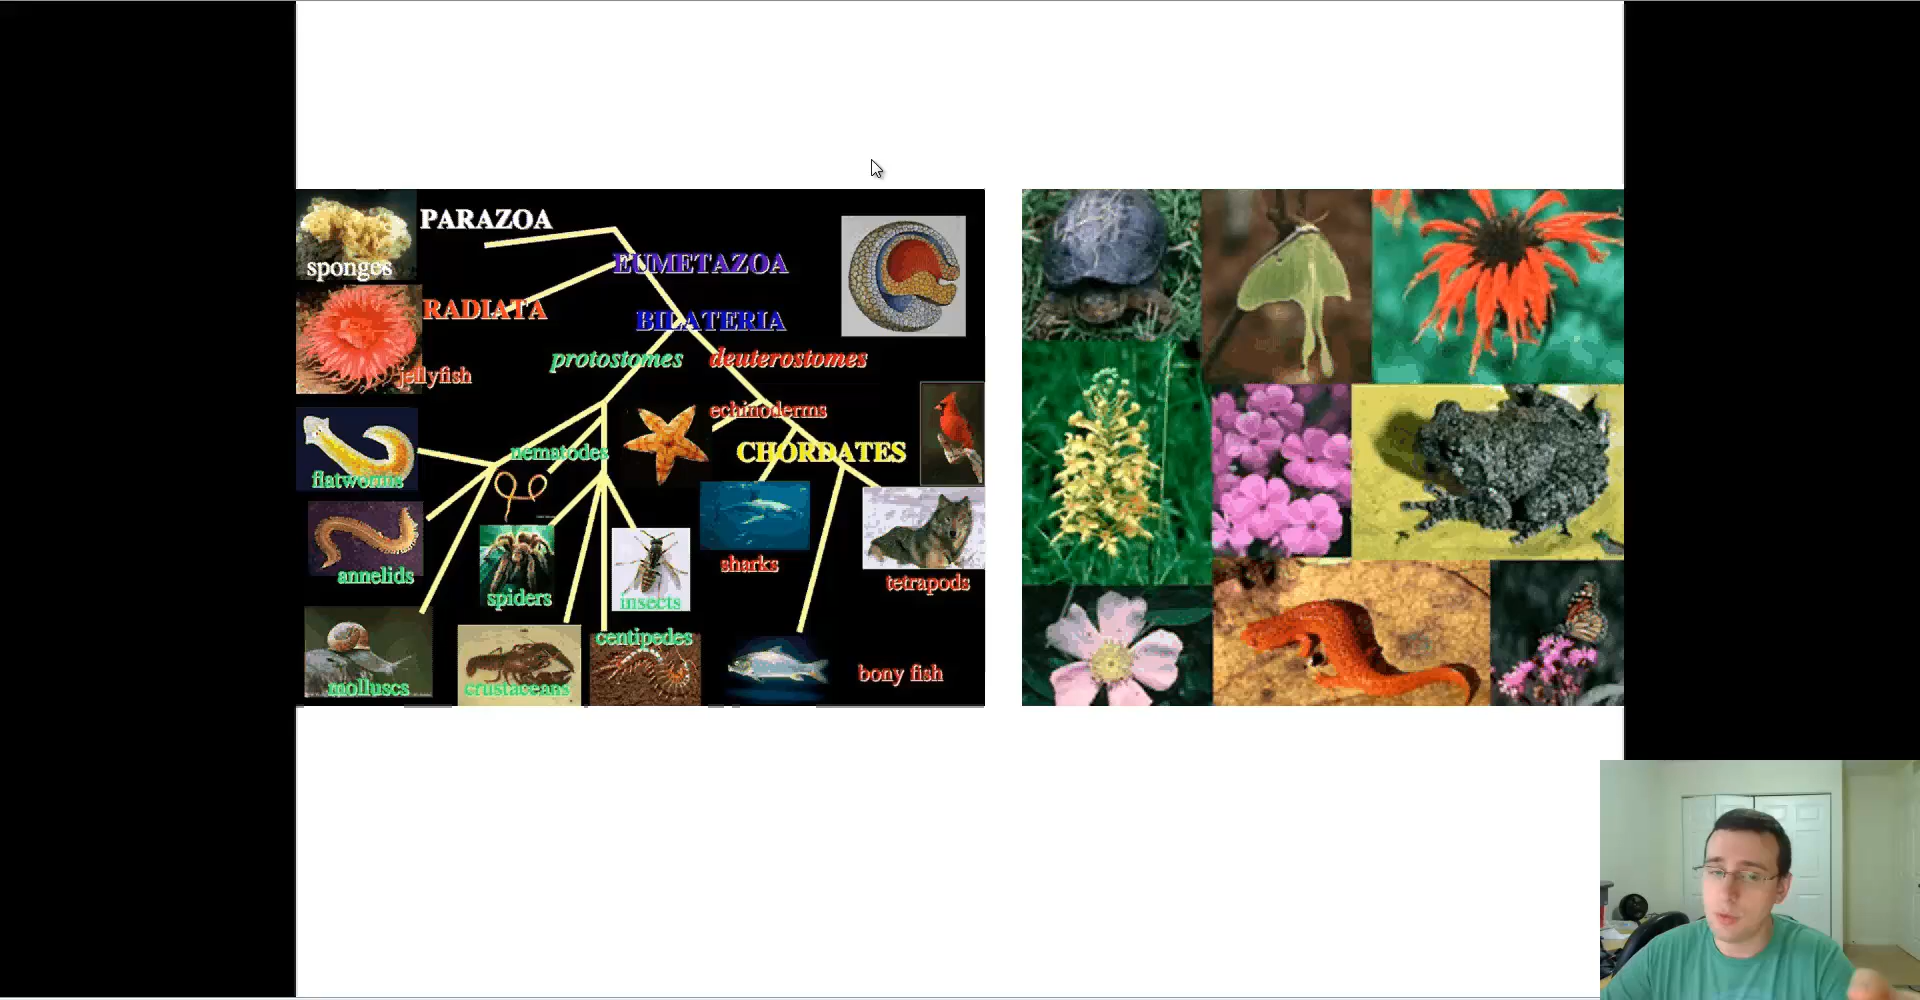 PARAZOA
sponges
EUMETAZOA
RADIATA
BILATERIA
protostomes
deuterostomes
jellyfish
echinoderms
nematodes
CHORDATES
flatworms
annelids
spiders
insects
sharks
tetrapods
centipedes
bony fish
molluscs
crustaceans